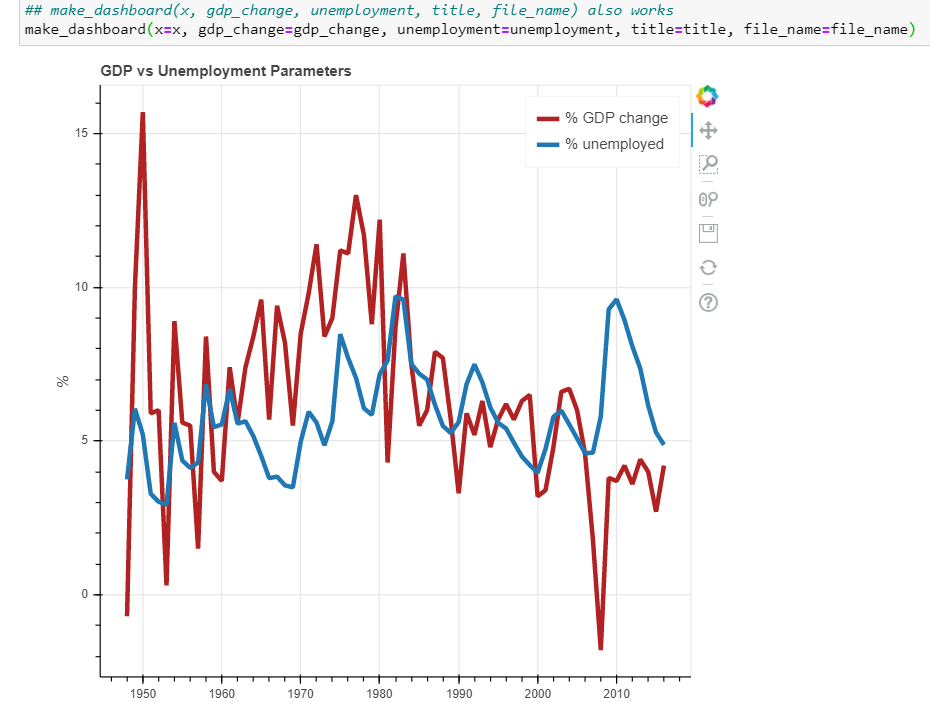 ## make_dashboard(x, gdp_change, unemployment, title, file_name) also works
make_dashboard(x=x, gdp_change=gdp_change, unemployment=unemployment, title=title, file_name=file_name)
GDP vs Unemployment Parameters
% GDP change
% unemployed
15
10
5
0
%
1950 1960 1970 1980 1990 2000 2010